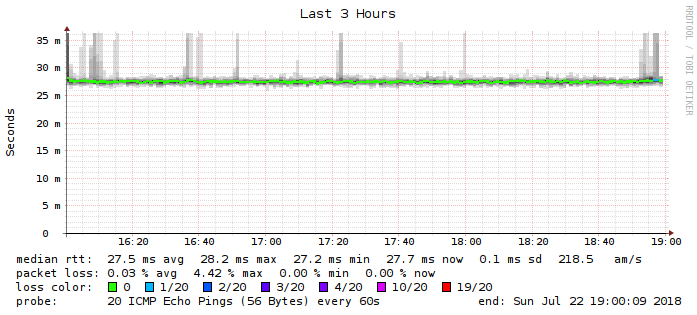 Last 3 Hours
RRDTOOL / TOBI OETIKER
Seconds
35 m
30 m
25 m
20 m
15 m
10 m
5 m
0
16:20 16:40 17:00 17:20 17:40 18:00 18:20 18:40 19:00
median rtt: 27.5 ms avg 28.2 ms max 27.2 ms min 27.7 ms now 0.1 ms sd 218.5 am/s
packet loss: 0.03 % avg 4.42 % max 0.00 % min 0.00 % now
loss color: 0 1/20 2/20 3/20 4/20 10/20 19/20
probe: 20 ICMP Echo Pings (56 Bytes) every 60s end: Sun Jul 22 19:00:09 2018